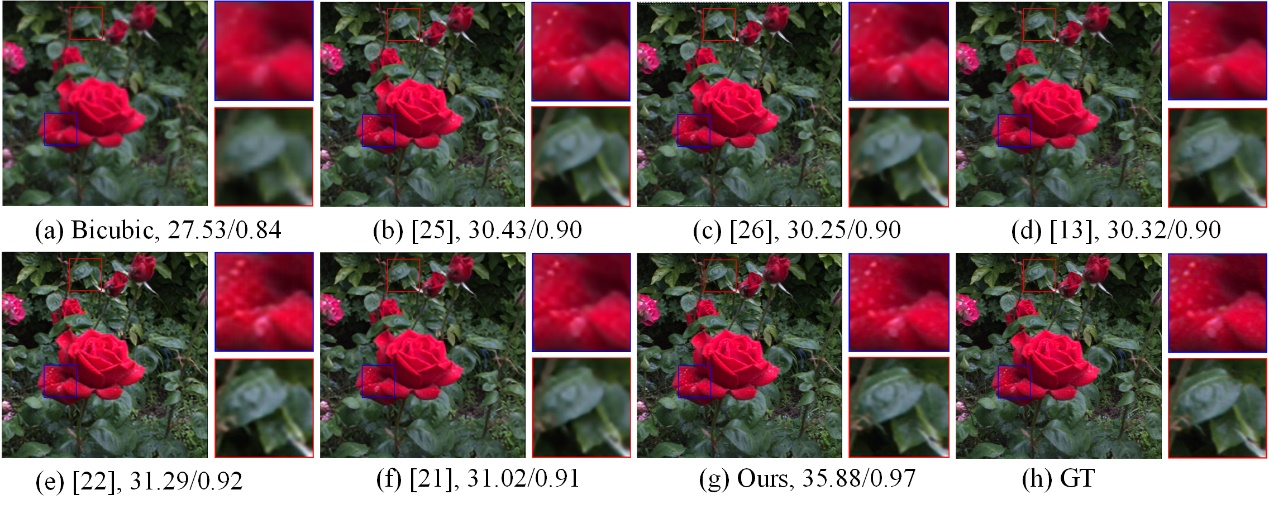 (a) Bicubic, 27.53/0.84
(b) [25], 30.43/0.90
(c) [26], 30.25/0.90
(d) [13], 30.32/0.90
(e) [22], 31.29/0.92
(f) [21], 31.02/0.91
(g) Ours, 35.88/0.97
(h) GT